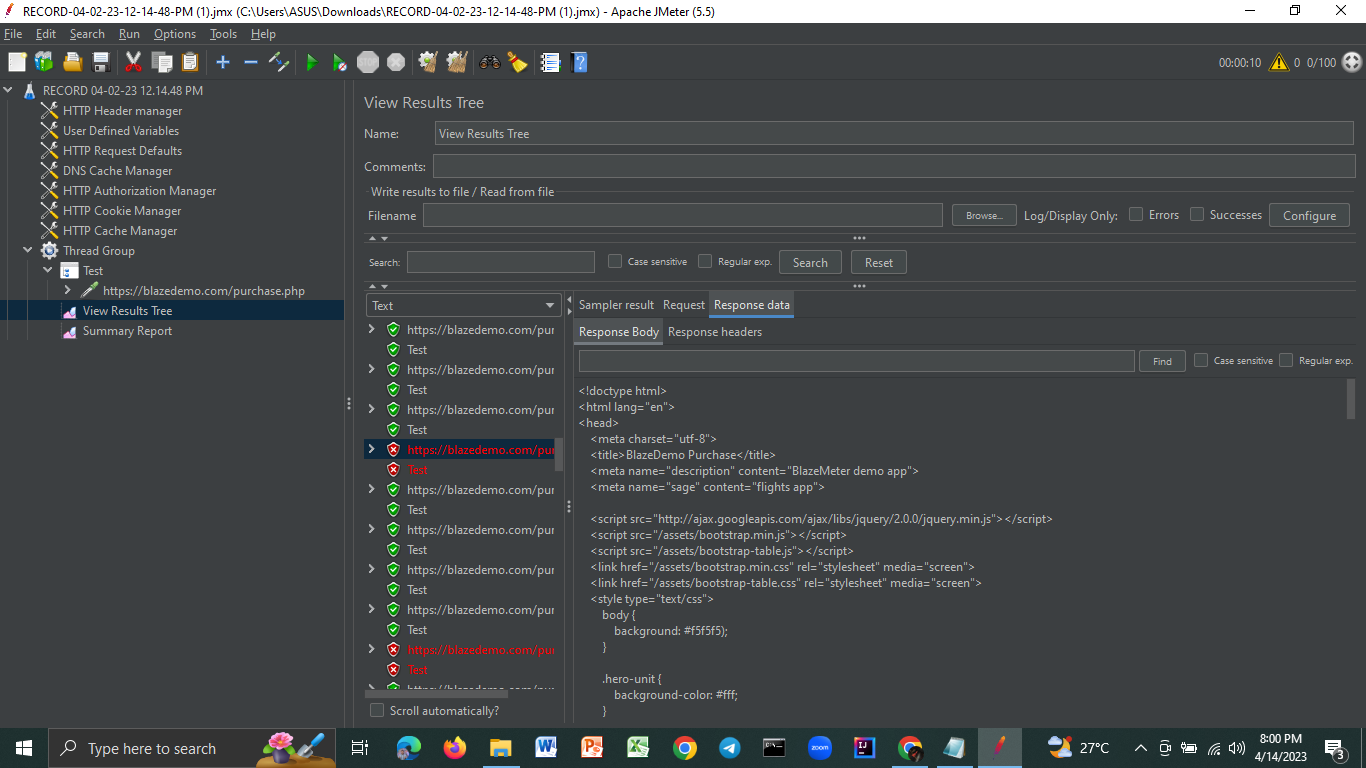 RECORD-04-02-23-12-14-48-PM (1).jmx (C:\Users\ASUS\Downloads\RECORD-04-02-23-12-14-48-PM (1).jmx) - Apache JMeter (5.5)
File Edit Search Run Options Tools Help
STOP 00:00:10 0 0/100
RECORD 04-02-23 12.14.48 PM
HTTP Header manager
User Defined Variables
HTTP Request Defaults
DNS Cache Manager
HTTP Authorization Manager
HTTP Cookie Manager
HTTP Cache Manager
Thread Group
Test
https://blazedemo.com/purchase.php
View Results Tree
Summary Report
View Results Tree
Name: View Results Tree
Comments:
Write results to file / Read from file
Filename Browse... Log/Display Only: Errors Successes Configure
Search: Case sensitive Regular exp. Search Reset
Text
https://blazedemo.com/pur
Test
https://blazedemo.com/pur
Test
https://blazedemo.com/pur
Test
https://blazedemo.com/pur
Test
https://blazedemo.com/pur
Test
https://blazedemo.com/pur
Test
https://blazedemo.com/pur
Test
https://blazedemo.com/pur
Test
https://blazedemo.com/pur
Test
https://blazedemo.com/pur
Scroll automatically?
Sampler result Request Response data
Response Body Response headers
Find Case sensitive Regular exp.
<!doctype html>
<html lang="en">
<head>
<meta charset="utf-8">
<title>BlazeDemo Purchase</title>
<meta name="description" content="BlazeMeter demo app">
<meta name="sage" content="flights app">
<script src="http://ajax.googleapis.com/ajax/libs/jquery/2.0.0/jquery.min.js"></script>
<script src="/assets/bootstrap.min.js"></script>
<script src="/assets/bootstrap-table.js"></script>
<link href="/assets/bootstrap.min.css" rel="stylesheet" media="screen">
<link href="/assets/bootstrap-table.css" rel="stylesheet" media="screen">
<style type="text/css">
body {
background: #f5f5f5);
}
.hero-unit {
background-color: #fff;
}
Type here to search
zoom
27°C
8:00 PM
4/14/2023
3